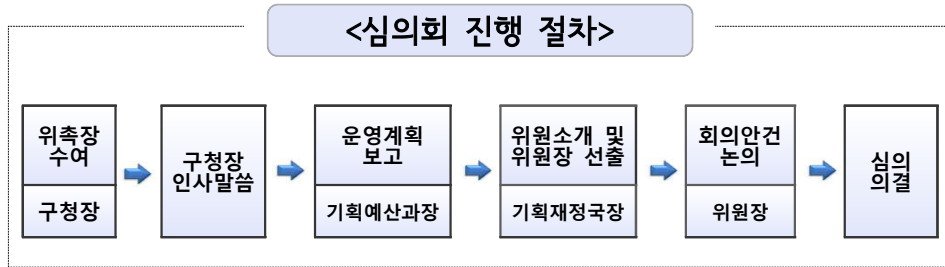 <심의회 진행 절차>
위촉장
수여
구청장
구청장
인사말씀
운영계획
보고
기획예산과장
위원소개 및
위원장 선출
기획재정국장
회의안건
논의
위원장
심의
의결